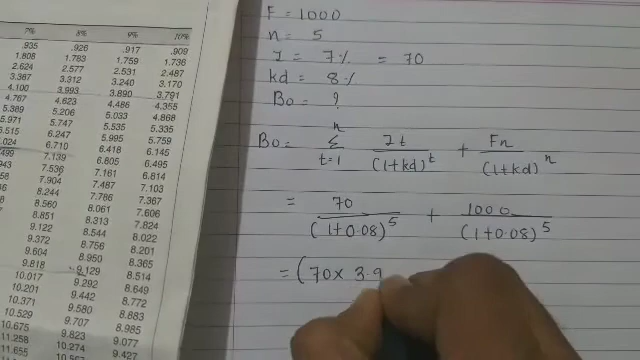 7% 8% 9% 10%
.935 .926 .917 .909
1.808 1.783 1.759 1.736
2.624 2.577 2.531 2.487
3.387 3.312 3.240 3.170
4.100 3.993 3.890 3.791
4.767 4.623 4.486 4.355
5.389 5.206 5.033 4.868
5.971 5.747 5.535 5.335
6.515 6.247 5.995 5.759
7.024 6.710 6.418 6.145
7.499 7.139 6.805 6.495
7.943 7.536 7.161 6.814
7.904 7.487 7.103
8.244 7.786 7.367
8.560 8.061 7.606
8.851 8.313 7.824
9.122 8.544 8.022
9.372 8.756 8.201
9.604 8.950 8.365
9.818 9.129 8.514
10.017 9.292 8.649
10.201 9.442 8.772
10.371 9.580 8.883
10.529 9.707 8.985
10.675 9.823 9.077
F = 1000
n = 5
I = 7% = 70
kd = 8%
Bo = ?
Bo = n Σ t=1 It/(1+kd)^t + Fn/(1+kd)^n
= 70/(1+0.08)^5 + 1000/(1+0.08)^5
= (70 × 3.9